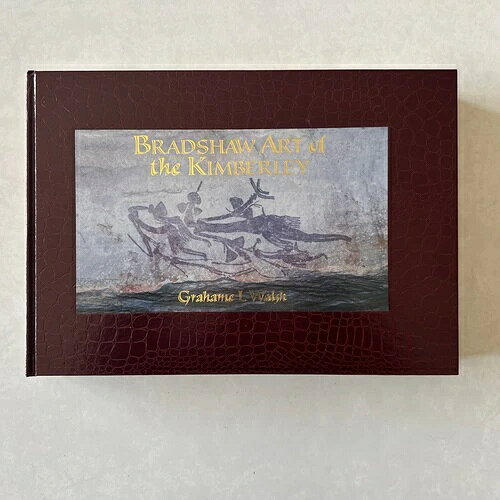 BRADSHAW ART of
the KIMBERLEY
Grahame L Walsh